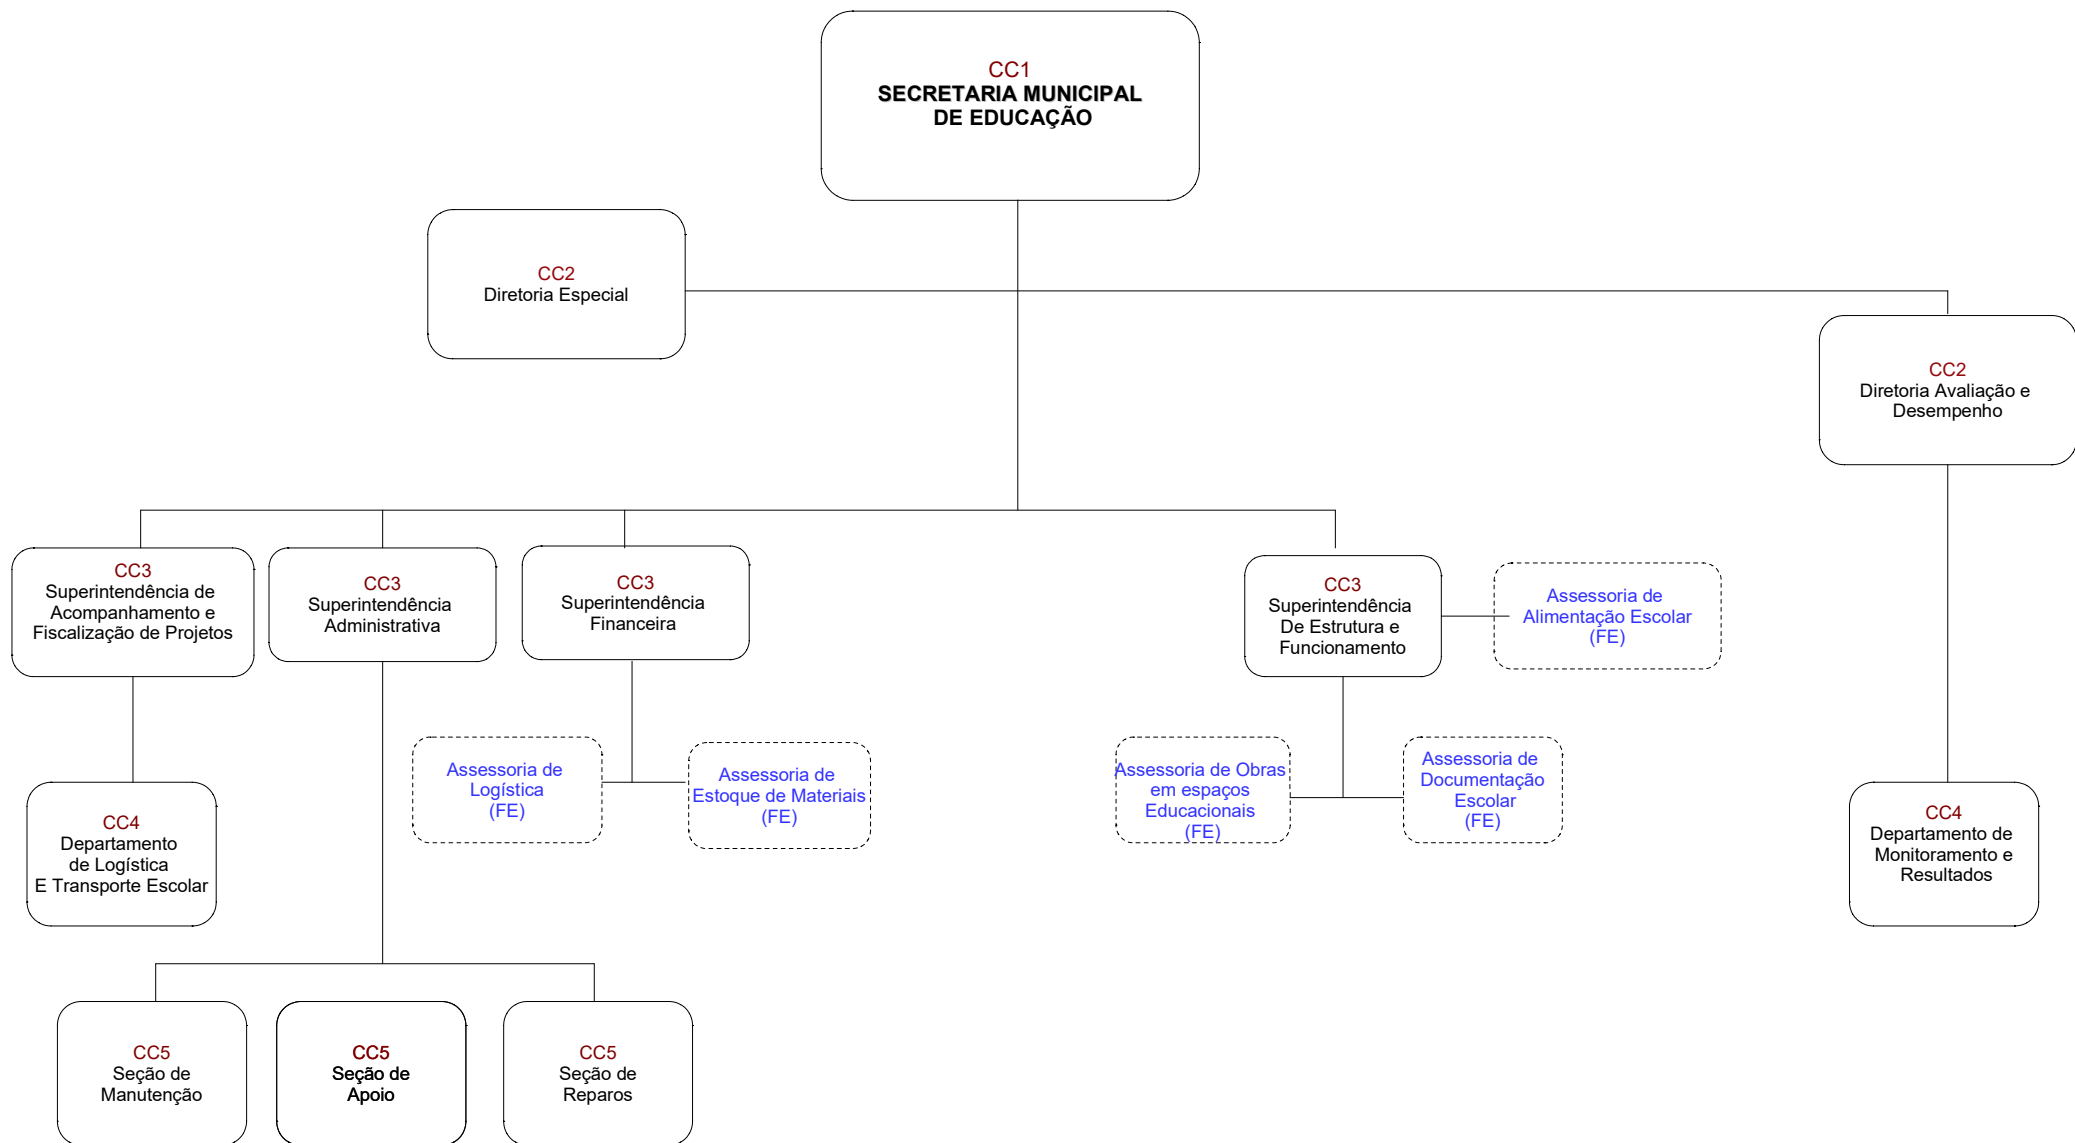 CC1
SECRETARIA MUNICIPAL
DE EDUCAÇÃO
CC2
Diretoria Especial
CC2
Diretoria Avaliação e
Desempenho
CC3
Superintendência de
Acompanhamento e
Fiscalização de Projetos
CC3
Superintendência
Administrativa
CC3
Superintendência
Financeira
CC3
Superintendência
De Estrutura e
Funcionamento
Assessoria de
Alimentação Escolar
(FE)
Assessoria de
Logística
(FE)
Assessoria de
Estoque de Materiais
(FE)
Assessoria de Obras
em espaços
Educacionais
(FE)
Assessoria de
Documentação
Escolar
(FE)
CC4
Departamento
de Logística
E Transporte Escolar
CC4
Departamento de
Monitoramento e
Resultados
CC5
Seção de
Manutenção
CC5
Seção de
Apoio
CC5
Seção de
Reparos